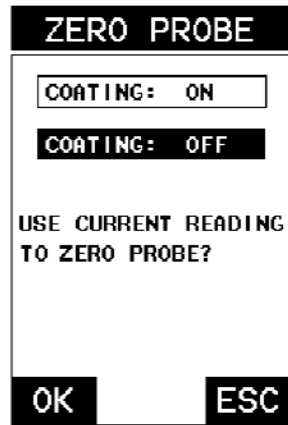 ZERO PROBE
COATING: ON
COATING: OFF
USE CURRENT READING
TO ZERO PROBE?
OK ESC